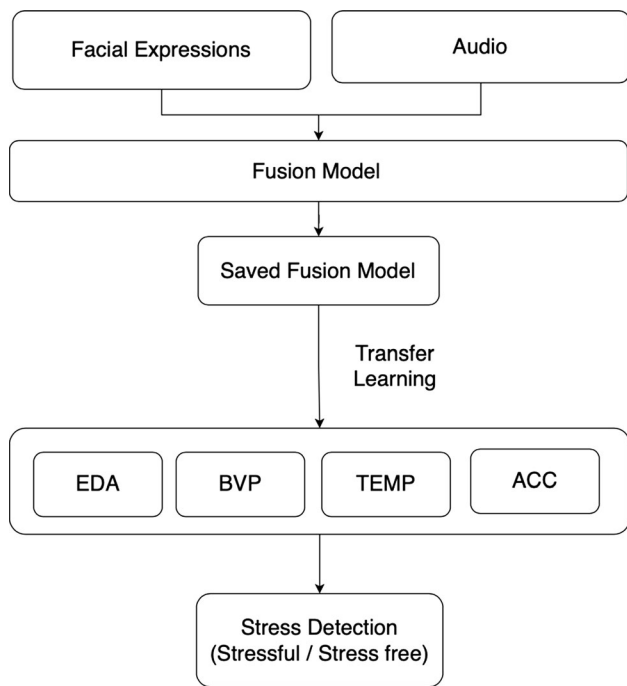 Facial Expressions
Audio
Fusion Model
Saved Fusion Model
Transfer
Learning
EDA
BVP
TEMP
ACC
Stress Detection
(Stressful / Stress free)